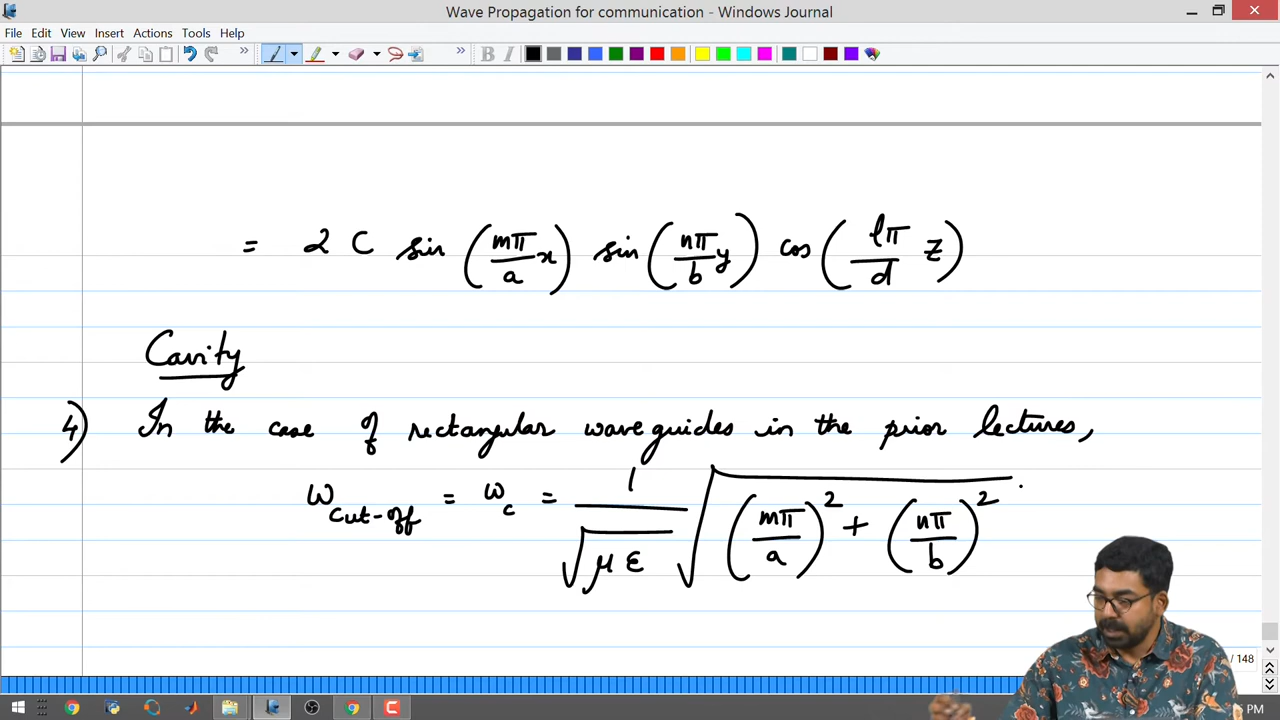 Wave Propagation for communication - Windows Journal
File Edit View Insert Actions Tools Help
= 2 C sin (mπ/a x) sin (nπ/b y) cos (lπ/d z)
Cavity
4) In the case of rectangular waveguides in the prior lectures,
ω_cut-off = ω_c = 1/√(με) √((mπ/a)² + (nπ/b)²)
/ 148
PM